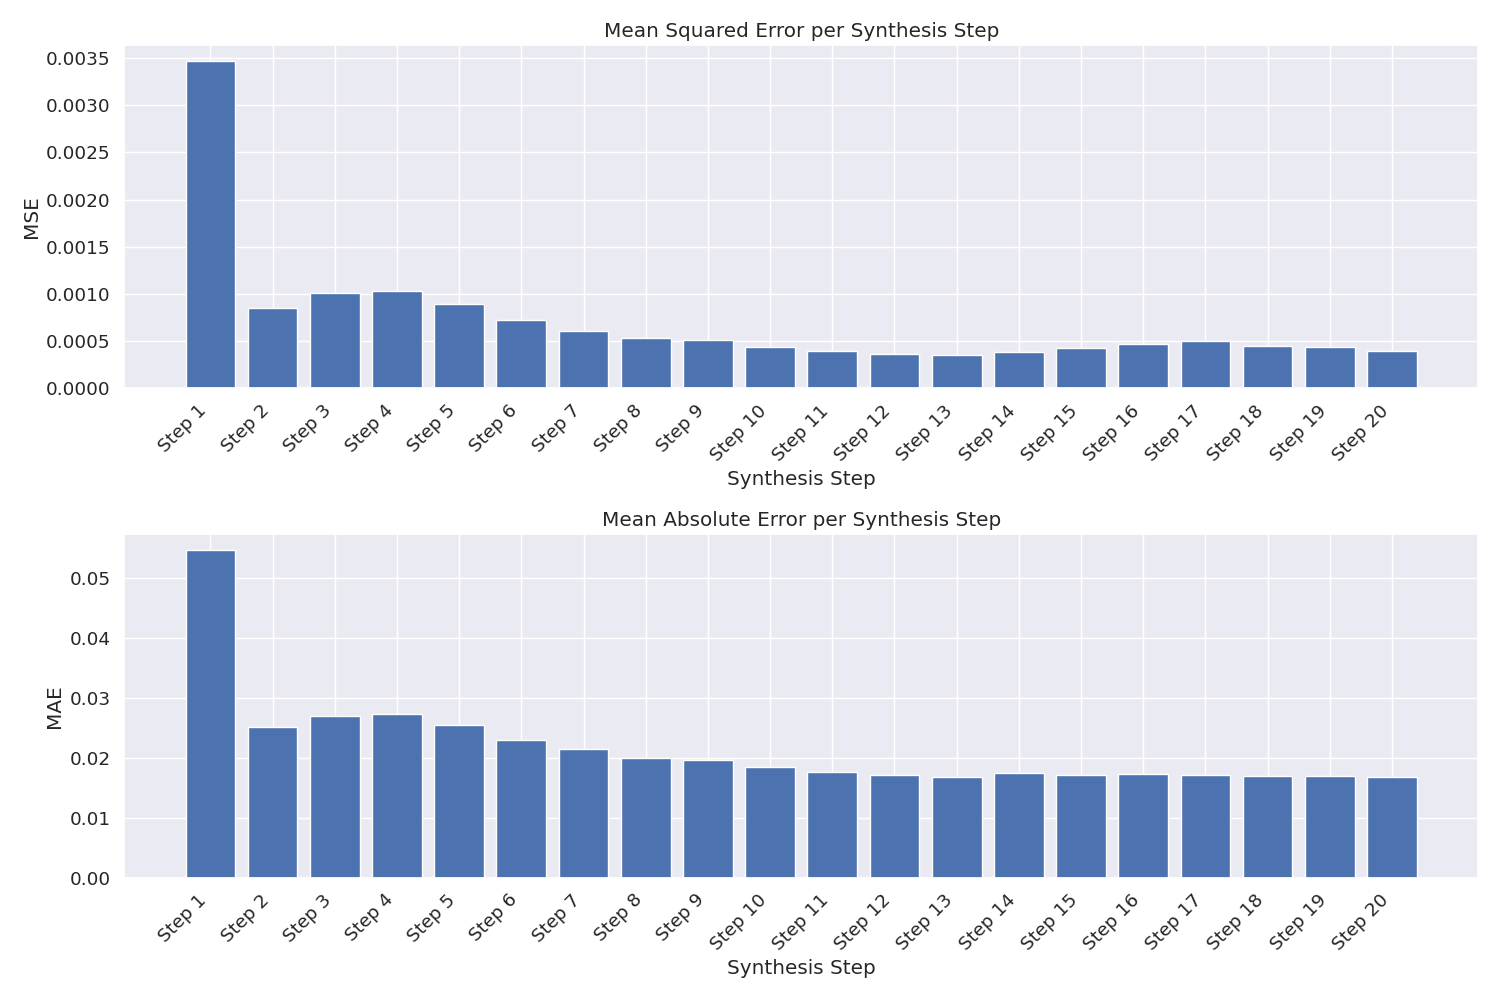 Mean Squared Error per Synthesis Step
MSE
0.0035
0.0030
0.0025
0.0020
0.0015
0.0010
0.0005
0.0000
Step 1
Step 2
Step 3
Step 4
Step 5
Step 6
Step 7
Step 8
Step 9
Step 10
Step 11
Step 12
Step 13
Step 14
Step 15
Step 16
Step 17
Step 18
Step 19
Step 20
Synthesis Step
Mean Absolute Error per Synthesis Step
MAE
0.05
0.04
0.03
0.02
0.01
0.00
Step 1
Step 2
Step 3
Step 4
Step 5
Step 6
Step 7
Step 8
Step 9
Step 10
Step 11
Step 12
Step 13
Step 14
Step 15
Step 16
Step 17
Step 18
Step 19
Step 20
Synthesis Step